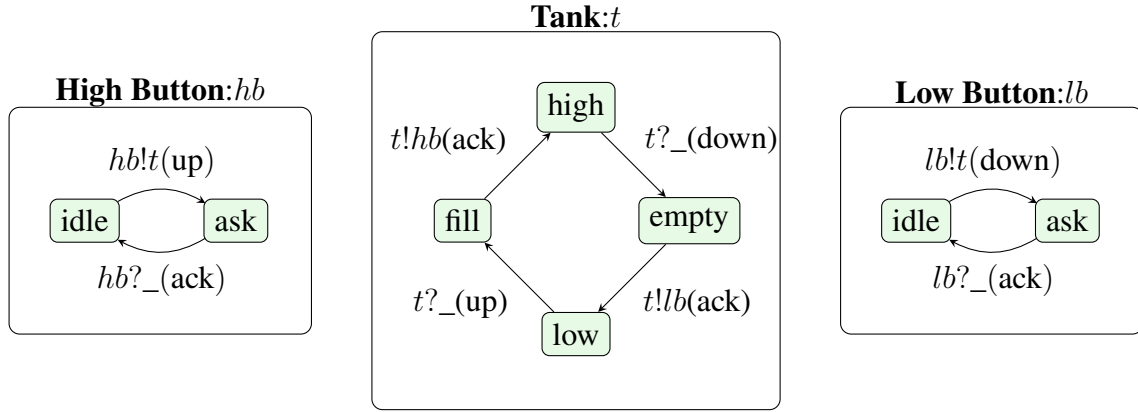 Tank:t
High Button:hb
Low Button:lb
high
t!hb(ack)
t?_(down)
hb!t(up)
lb!t(down)
idle
ask
fill
empty
idle
ask
hb?_(ack)
t?_(up)
t!lb(ack)
lb?_(ack)
low